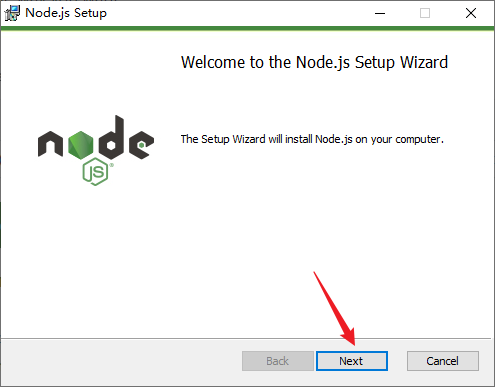 Node.js Setup
Welcome to the Node.js Setup Wizard
The Setup Wizard will install Node.js on your computer.
node
JS
®
Back
Next
Cancel